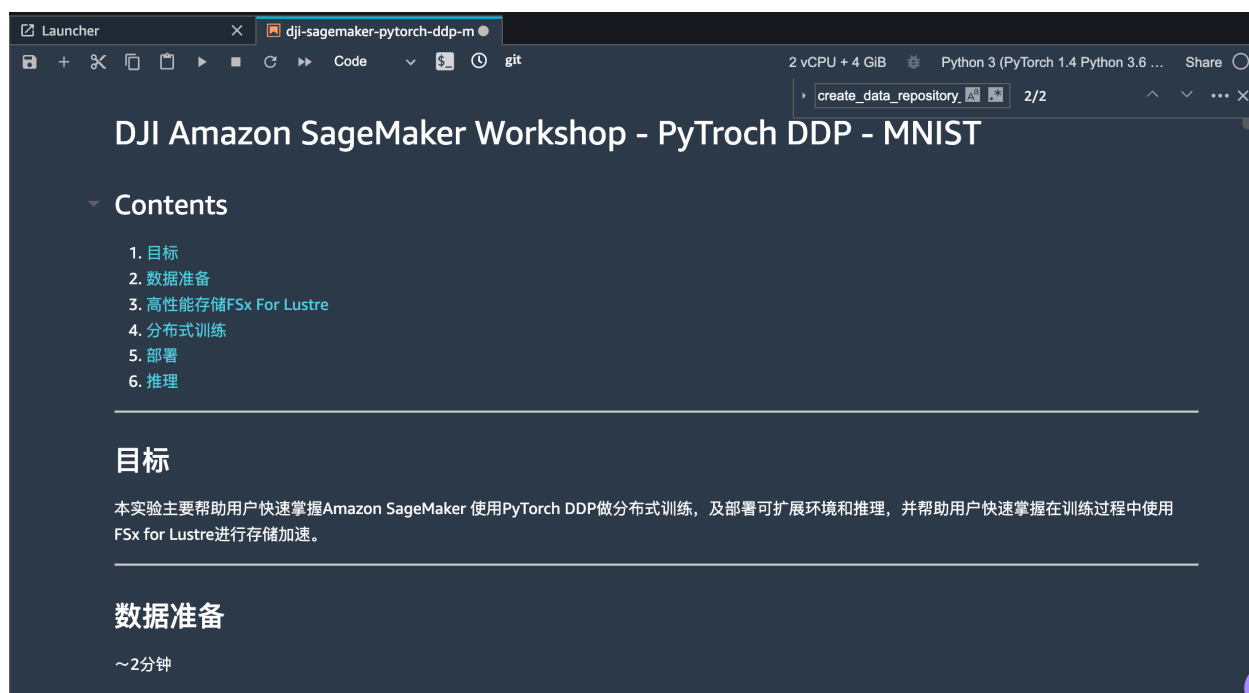 Launcher
dji-sagemaker-pytorch-ddp-m
Code
git
2 vCPU + 4 GiB
Python 3 (PyTorch 1.4 Python 3.6 ...
Share
create_data_repository_
2/2
DJI Amazon SageMaker Workshop - PyTroch DDP - MNIST
Contents
1. 目标
2. 数据准备
3. 高性能存储FSx For Lustre
4. 分布式训练
5. 部署
6. 推理
目标
本实验主要帮助用户快速掌握Amazon SageMaker 使用PyTorch DDP做分布式训练，及部署可扩展环境和推理，并帮助用户快速掌握在训练过程中使用
FSx for Lustre进行存储加速。
数据准备
～2分钟